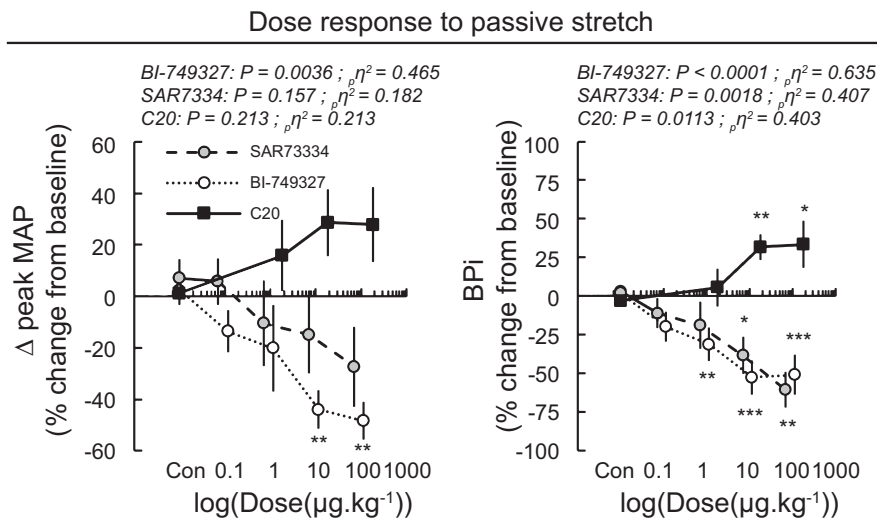 Dose response to passive stretch
BI-749327: P = 0.0036 ; pη² = 0.465
SAR7334: P = 0.157 ; pη² = 0.182
C20: P = 0.213 ; pη² = 0.213
60
40
20
0
-20
-40
-60
Δ peak MAP
(% change from baseline)
SAR73334
BI-749327
C20
**
**
Con 0.1 1 10 100 1000
log(Dose(µg.kg⁻¹))
BI-749327: P < 0.0001 ; pη² = 0.635
SAR7334: P = 0.0018 ; pη² = 0.407
C20: P = 0.0113 ; pη² = 0.403
100
75
50
25
0
-25
-50
-75
-100
BPi
(% change from baseline)
** *
*
***
**
***
**
Con 0.1 1 10 100 1000
log(Dose(µg.kg⁻¹))